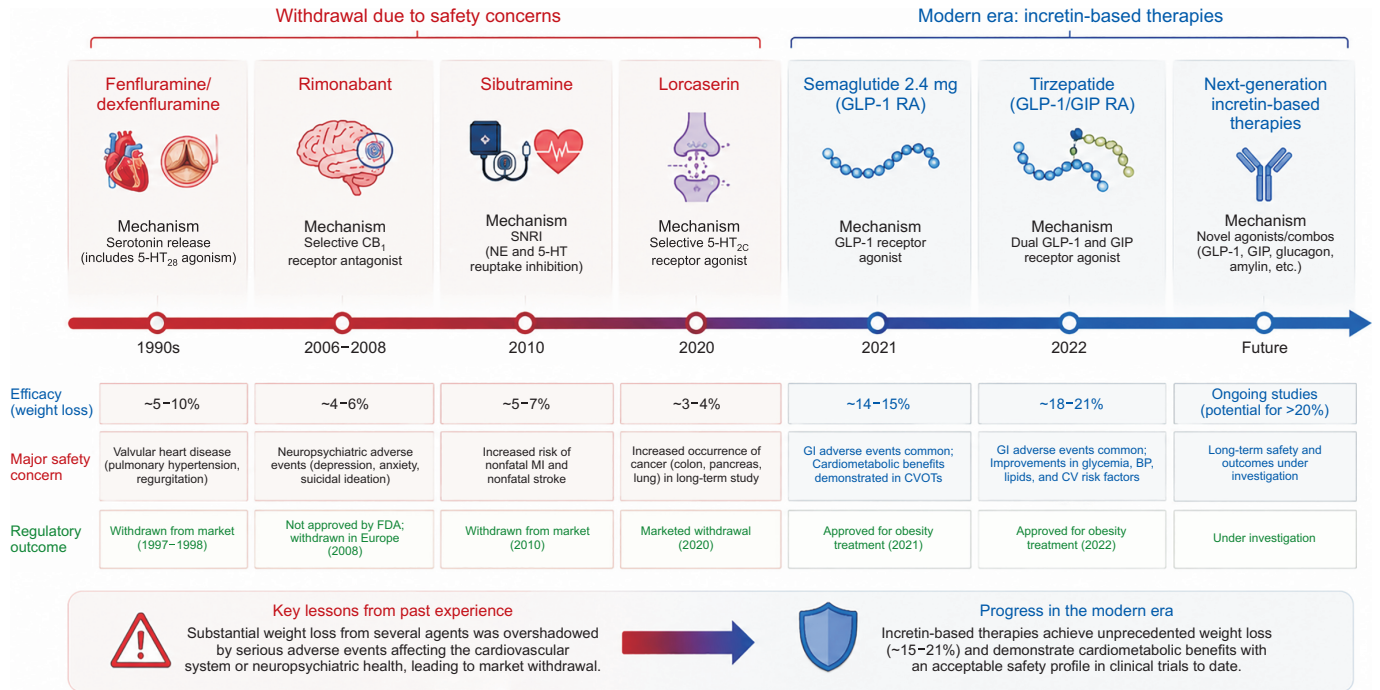 Withdrawal due to safety concerns
Modern era: incretin-based therapies
Fenfluramine/
dexfenfluramine
Mechanism
Serotonin release
(includes 5-HT28 agonism)
Rimonabant
Mechanism
Selective CB1
receptor antagonist
Sibutramine
Mechanism
SNRI
(NE and 5-HT
reuptake inhibition)
Lorcaserin
Mechanism
Selective 5-HT2C
receptor agonist
Semaglutide 2.4 mg
(GLP-1 RA)
Mechanism
GLP-1 receptor
agonist
Tirzepatide
(GLP-1/GIP RA)
Mechanism
Dual GLP-1 and GIP
receptor agonist
Next-generation
incretin-based
therapies
Mechanism
Novel agonists/combos
(GLP-1, GIP, glucagon,
amylin, etc.)
1990s
2006–2008
2010
2020
2021
2022
Future
Efficacy
(weight loss)
~5–10%
~4–6%
~5–7%
~3–4%
~14–15%
~18–21%
Ongoing studies
(potential for >20%)
Major safety
concern
Valvular heart disease
(pulmonary hypertension,
regurgitation)
Neuropsychiatric adverse
events (depression, anxiety,
suicidal ideation)
Increased risk of
nonfatal MI and
nonfatal stroke
Increased occurrence of
cancer (colon, pancreas,
lung) in long-term study
GI adverse events common;
Cardiometabolic benefits
demonstrated in CVOTs
GI adverse events common;
Improvements in glycemia, BP,
lipids, and CV risk factors
Long-term safety and
outcomes under
investigation
Regulatory
outcome
Withdrawn from market
(1997–1998)
Not approved by FDA;
withdrawn in Europe
(2008)
Withdrawn from market
(2010)
Marketed withdrawal
(2020)
Approved for obesity
treatment (2021)
Approved for obesity
treatment (2022)
Under investigation
Key lessons from past experience
Substantial weight loss from several agents was overshadowed
by serious adverse events affecting the cardiovascular
system or neuropsychiatric health, leading to market withdrawal.
Progress in the modern era
Incretin-based therapies achieve unprecedented weight loss
(~15–21%) and demonstrate cardiometabolic benefits with
an acceptable safety profile in clinical trials to date.